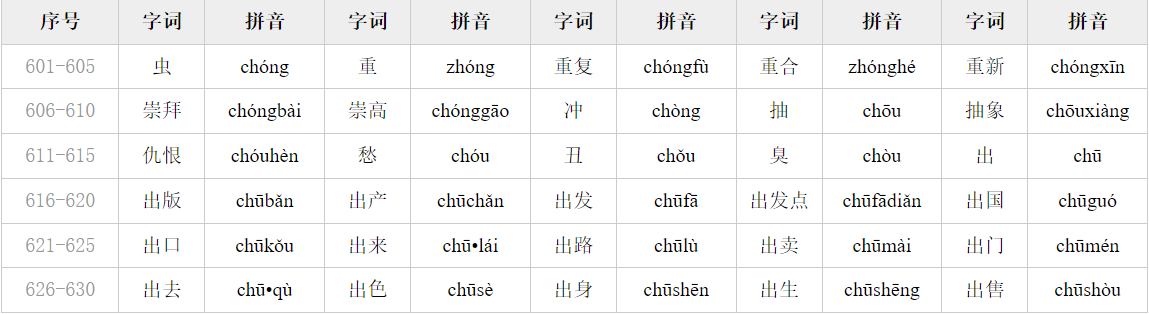 序号 字词 拼音 字词 拼音 字词 拼音 字词 拼音 字词 拼音
601-605 虫 chóng 重 zhóng 重复 chóngfù 重合 zhónghé 重新 chóngxīn
606-610 崇拜 chóngbài 崇高 chónggāo 冲 chòng 抽 chōu 抽象 chōuxiàng
611-615 仇恨 chóuhèn 愁 chóu 丑 chǒu 臭 chòu 出 chū
616-620 出版 chūbǎn 出产 chūchǎn 出发 chūfā 出发点 chūfādiǎn 出国 chūguó
621-625 出口 chūkǒu 出来 chū•lái 出路 chūlù 出卖 chūmài 出门 chūmén
626-630 出去 chū•qù 出色 chūsè 出身 chūshēn 出生 chūshēng 出售 chūshòu